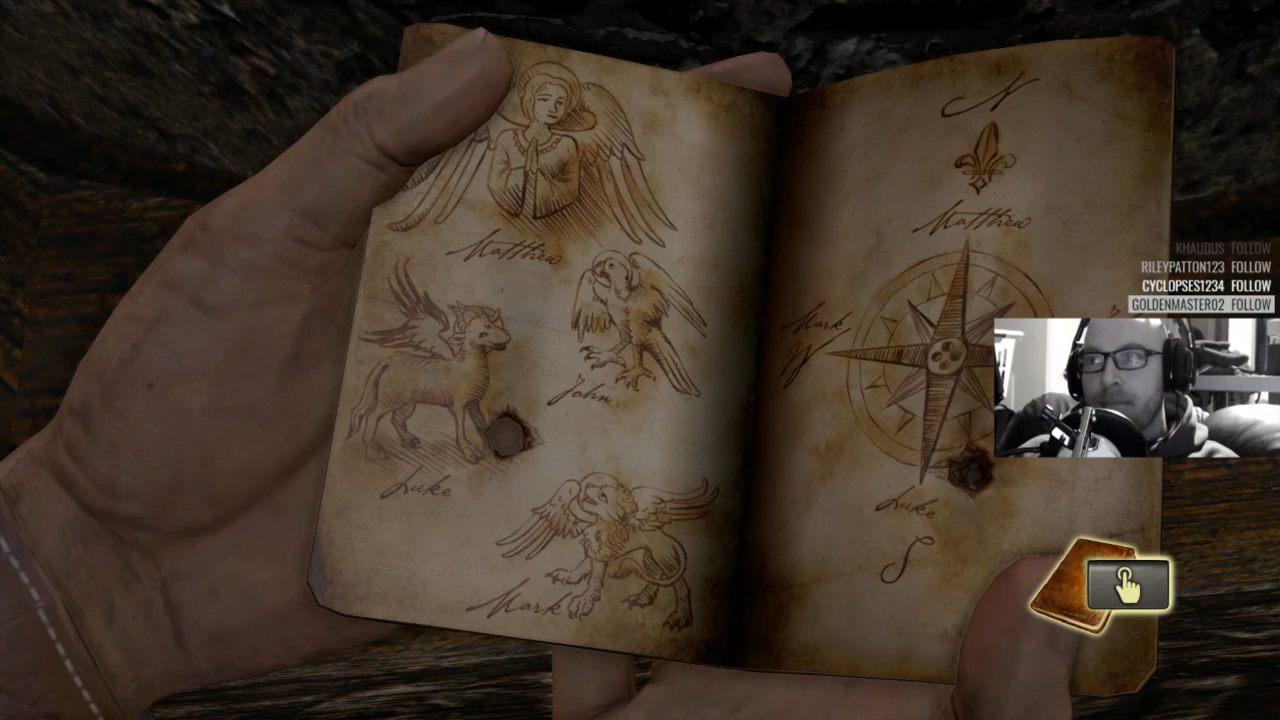 Matthew
John
Luke
Mark
N
Matthew
Mark
W
Luke
S
KHAUDUS FOLLOW
RILEYPATTON123 FOLLOW
CYCLOPSES1234 FOLLOW
GOLDENMASTER02 FOLLOW